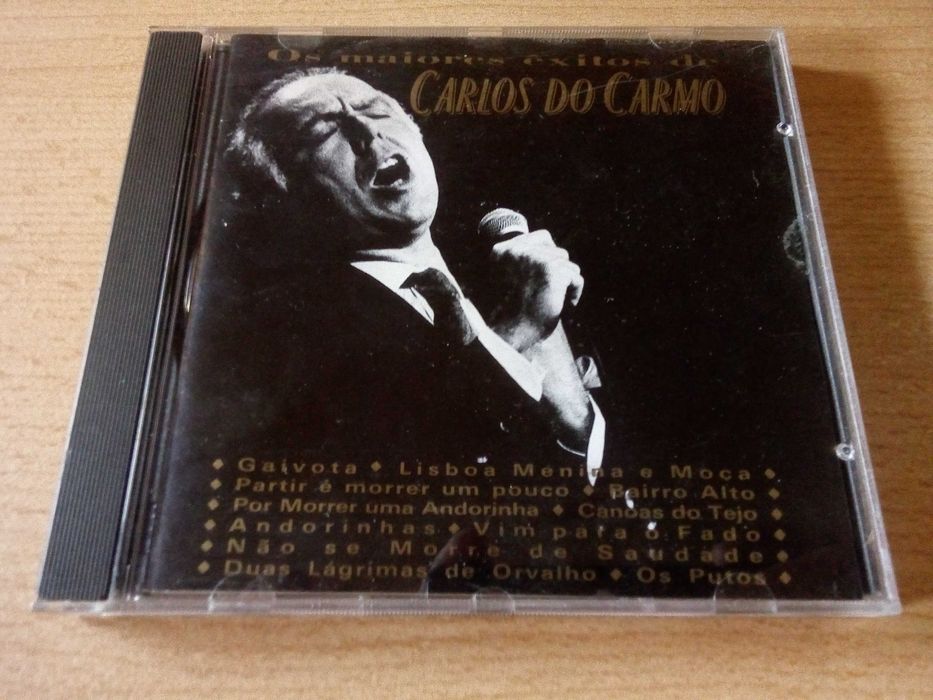 Os maiores êxitos de
CARLOS DO CARMO
◆ Gaivota ◆ Lisboa Menina e Moça ◆
◆ Partir é morrer um pouco ◆ Bairro Alto ◆
◆ Por Morrer uma Andorinha ◆ Canoas do Tejo ◆
◆ Andorinhas ◆ Vim para o Fado ◆
◆ Não se Morre de Saudade ◆
◆ Duas Lágrimas de Orvalho ◆ Os Putos ◆